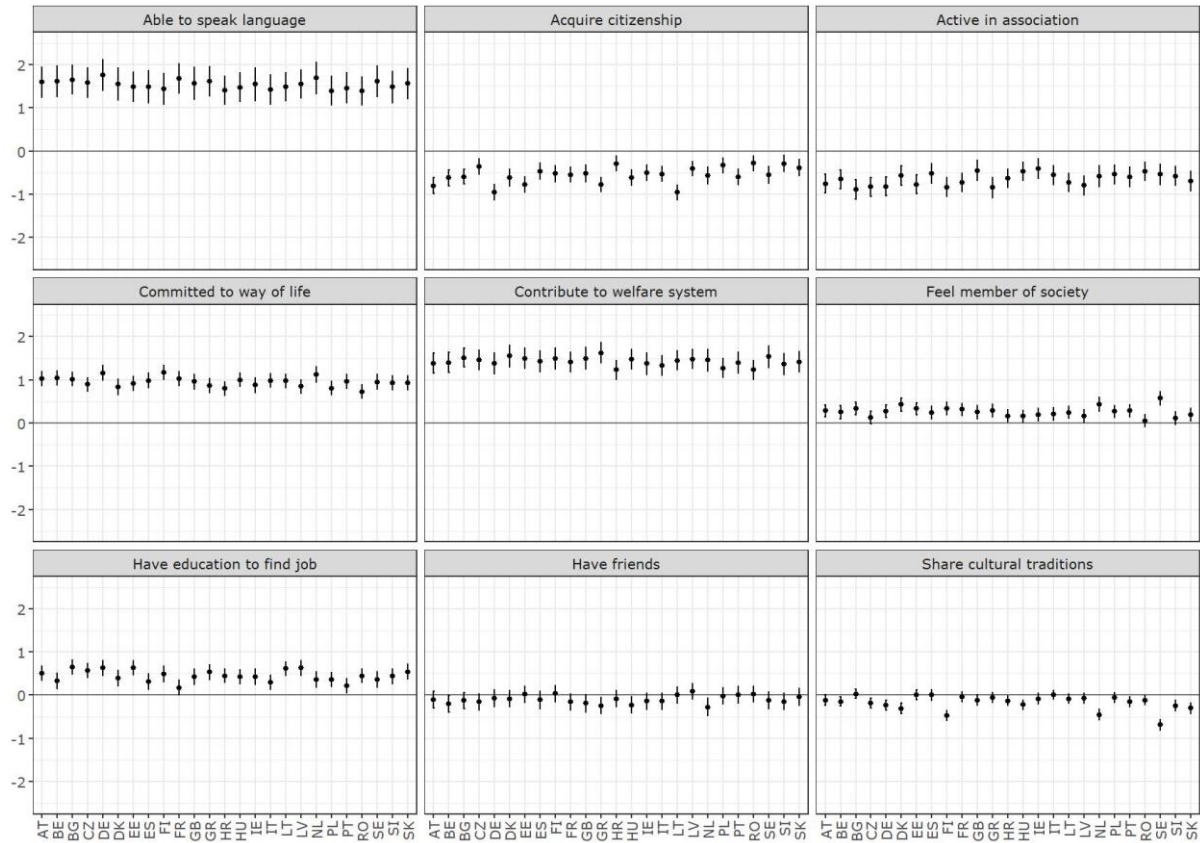 Able to speak language
Acquire citizenship
Active in association
2
1
0
-1
-2
Committed to way of life
Contribute to welfare system
Feel member of society
2
1
0
-1
-2
Have education to find job
Have friends
Share cultural traditions
2
1
0
-1
-2
AT BE BG CZ DE DK EE ES FI FR GB GR HR HU IE IT LT LV NL PL PT RO SE SI SK
AT BE BG CZ DE DK EE ES FI FR GB GR HR HU IE IT LT LV NL PL PT RO SE SI SK
AT BE BG CZ DE DK EE ES FI FR GB GR HR HU IE IT LT LV NL PL PT RO SE SI SK